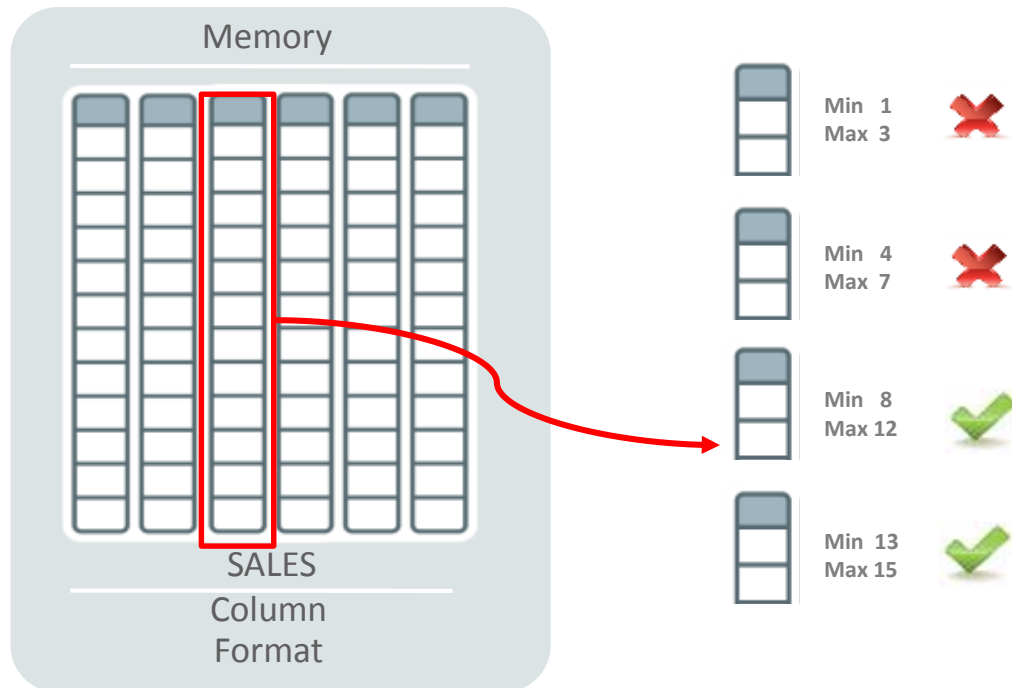 Memory
SALES
Column
Format
Min 1
Max 3
Min 4
Max 7
Min 8
Max 12
Min 13
Max 15